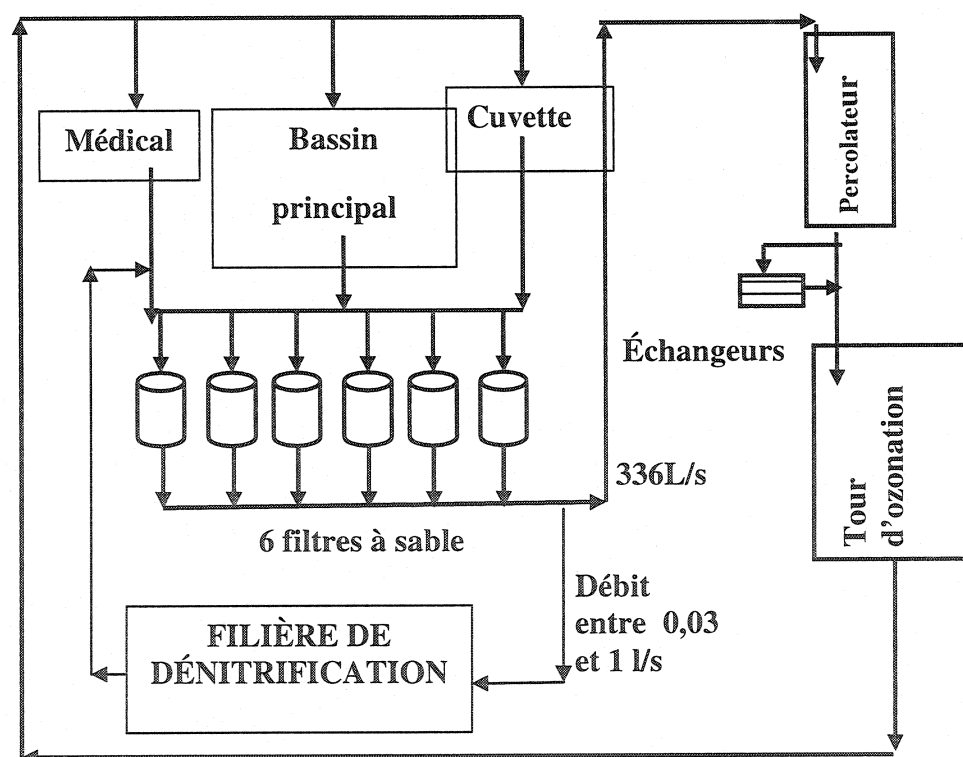 Médical
Bassin
principal
Cuvette
Percolateur
Échangeurs
336L/s
6 filtres à sable
Tour
d'ozonation
Débit
entre 0,03
et 1 l/s
FILIÈRE DE
DÉNITRIFICATION